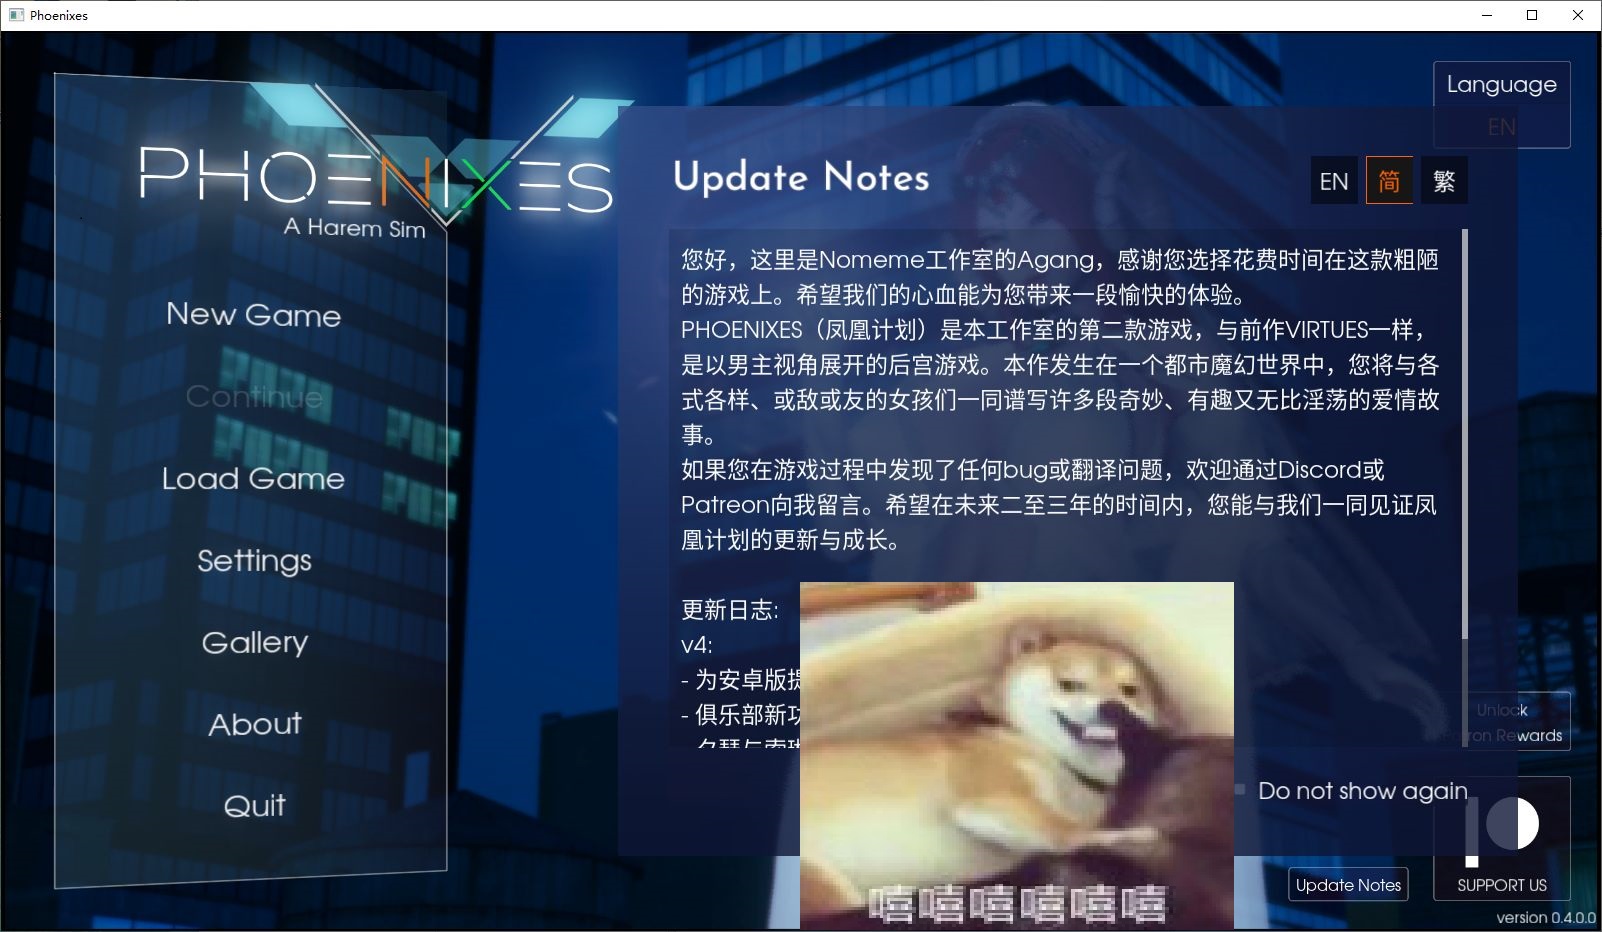 Phoenixes
PHOENIXES
A Harem Sim
New Game
Continue
Load Game
Settings
Gallery
About
Quit
Language
EN
Update Notes
EN 简 繁
您好，这里是Nomeme工作室的Agang，感谢您选择花费时间在这款粗陋
的游戏上。希望我们的心血能为您带来一段愉快的体验。
PHOENIXES（凤凰计划）是本工作室的第二款游戏，与前作VIRTUES一样，
是以男主视角展开的后宫游戏。本作发生在一个都市魔幻世界中，您将与各
式各样、或敌或友的女孩们一同谱写许多段奇妙、有趣又无比淫荡的爱情故
事。
如果您在游戏过程中发现了任何bug或翻译问题，欢迎通过Discord或
Patreon向我留言。希望在未来二至三年的时间内，您能与我们一同见证凤
凰计划的更新与成长。
更新日志:
v4:
- 为安卓版提
- 俱乐部新功
嘻嘻嘻嘻嘻嘻
Unlock
Patron Rewards
Do not show again
Update Notes
SUPPORT US
version 0.4.0.0